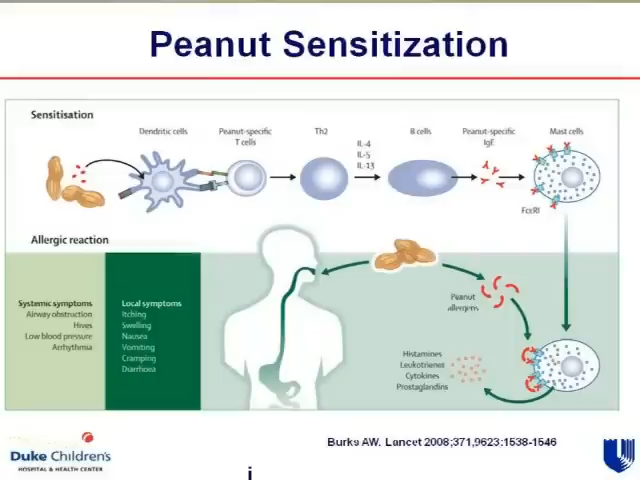 Peanut Sensitization
Sensitisation
Dendritic cells
Peanut-specific
T cells
Th2
IL-4
IL-5
IL-13
B cells
Peanut-specific
IgE
Mast cells
FcεRI
Allergic reaction
Systemic symptoms
Airway obstruction
Hives
Low blood pressure
Arrhythmia
Local symptoms
Itching
Swelling
Nausea
Vomiting
Cramping
Diarrhoea
Peanut
allergens
Histamines
Leukotrienes
Cytokines
Prostaglandins
Burks AW. Lancet 2008;371,9623:1538-1546
Duke Children's
HOSPITAL & HEALTH CENTER
i